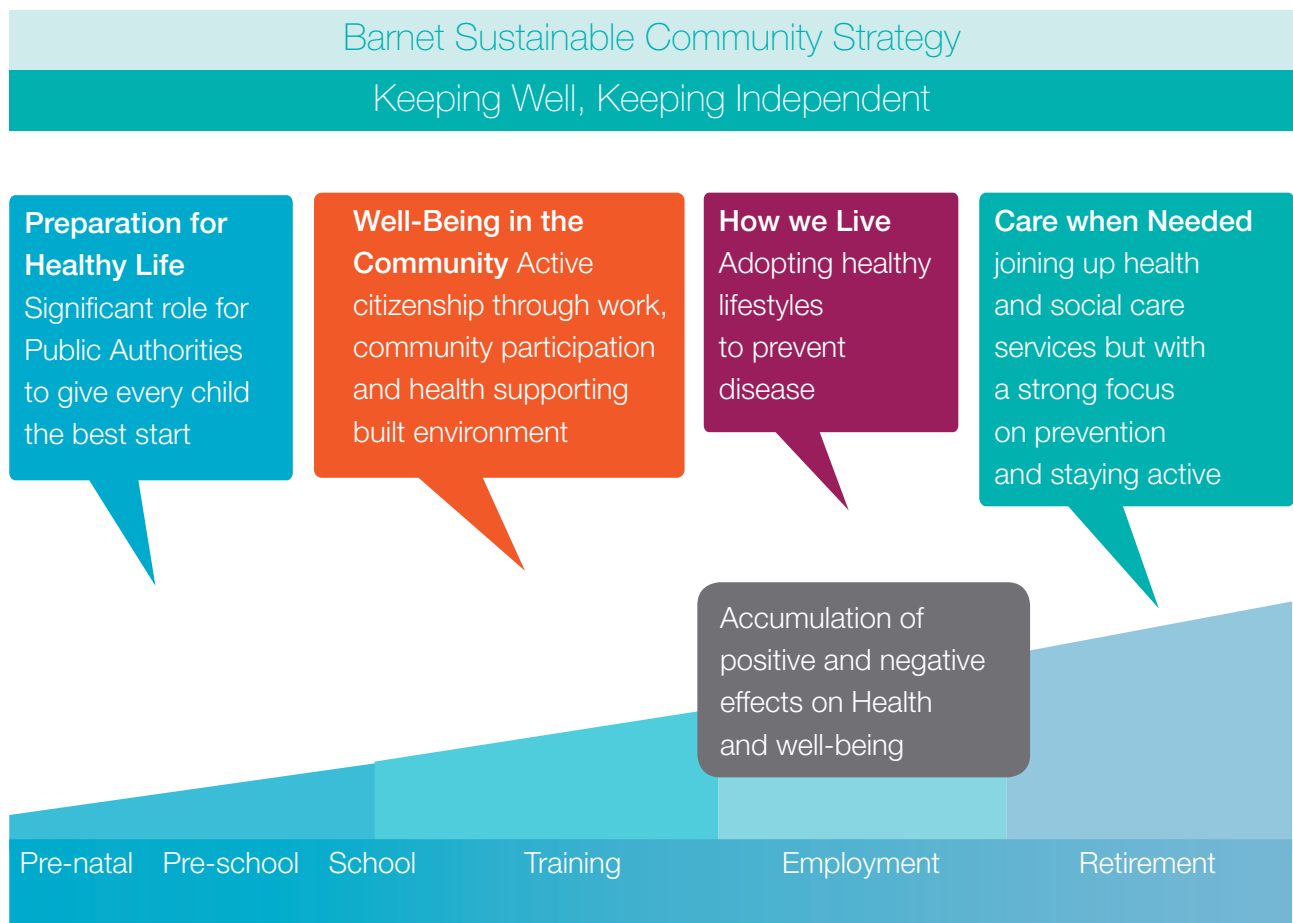 Barnet Sustainable Community Strategy
Keeping Well, Keeping Independent
Preparation for
Healthy Life
Significant role for
Public Authorities
to give every child
the best start
Well-Being in the
Community Active
citizenship through work,
community participation
and health supporting
built environment
How we Live
Adopting healthy
lifestyles
to prevent
disease
Care when Needed
joining up health
and social care
services but with
a strong focus
on prevention
and staying active
Accumulation of
positive and negative
effects on Health
and well-being
Pre-natal Pre-school School Training Employment Retirement